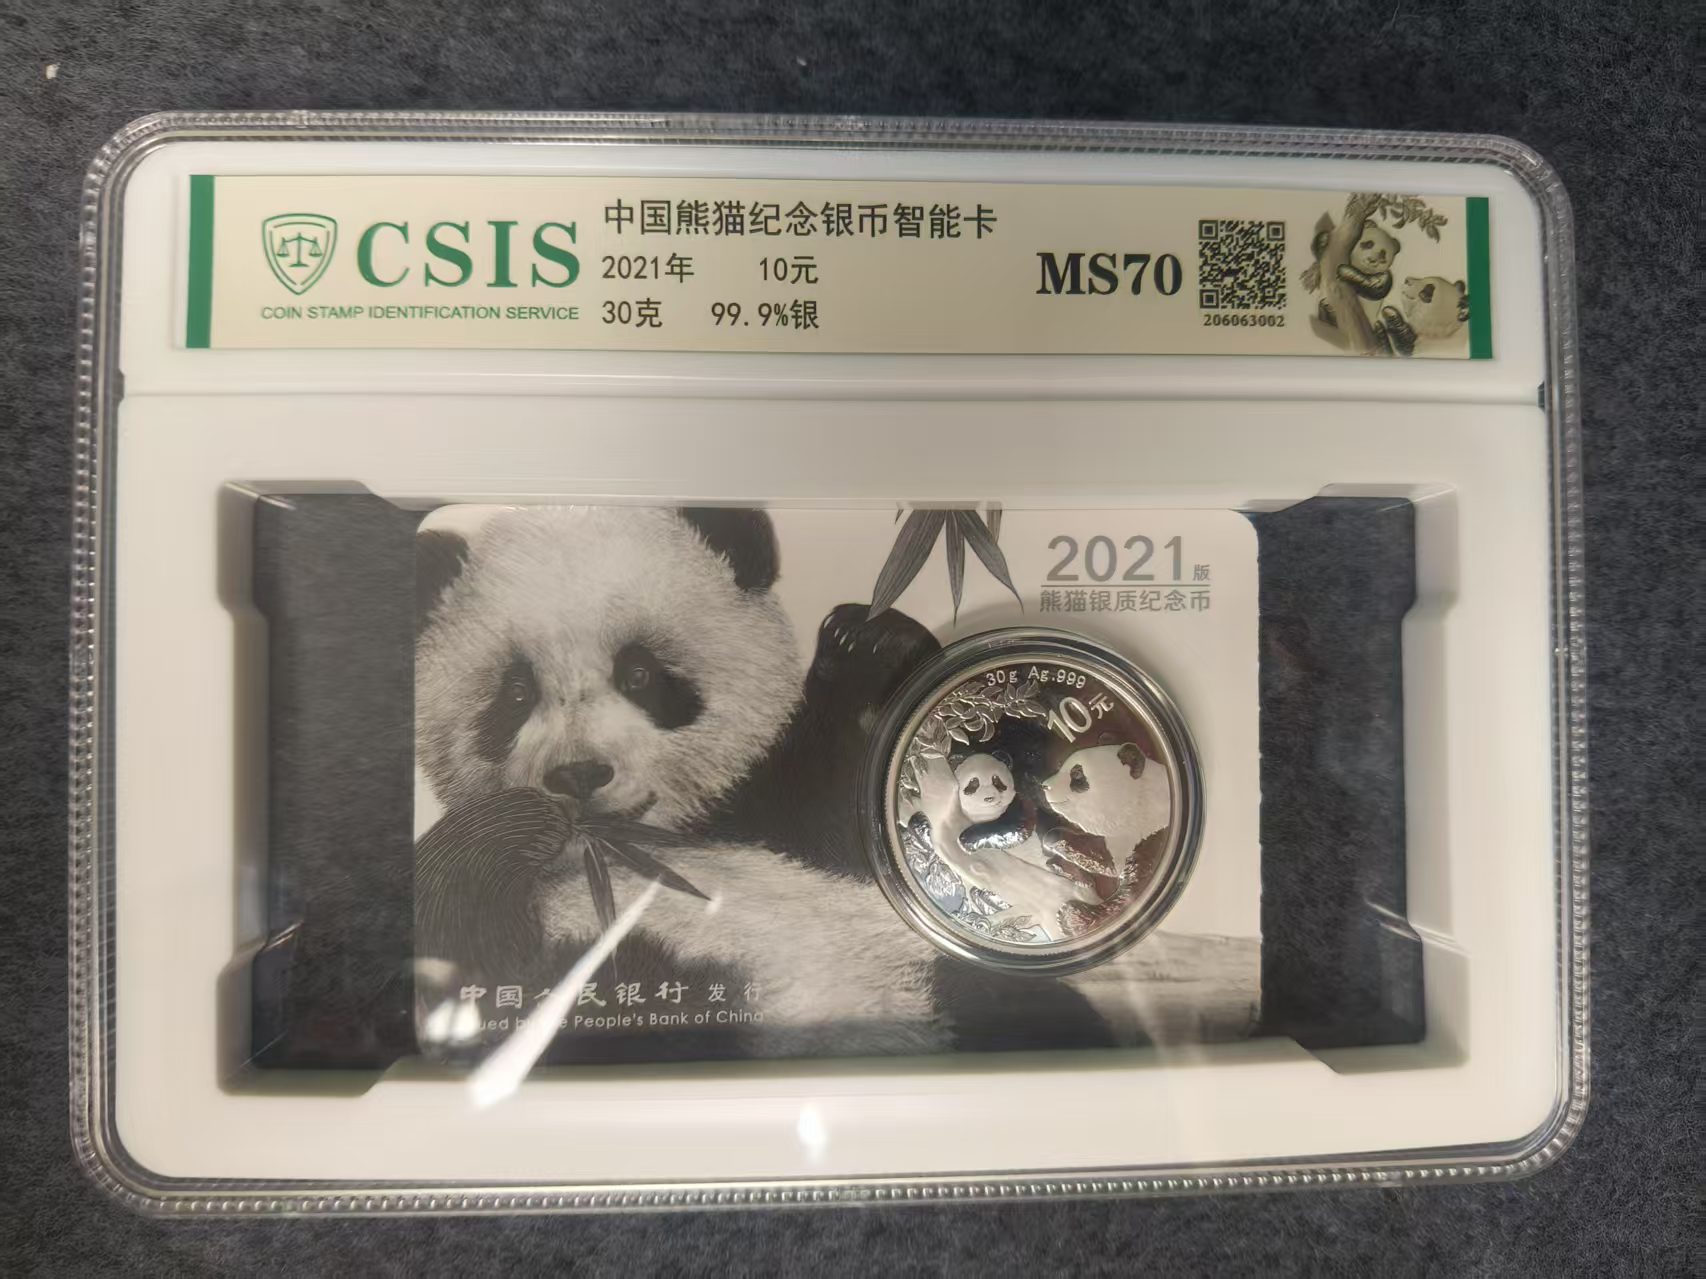 CSIS
COIN STAMP IDENTIFICATION SERVICE
中国熊猫纪念银币智能卡
2021年 10元
30克 99.9%银
MS70
206063002
2021版
熊猫银质纪念币
30g Ag.999
10元
中国人民银行 发行
by the People's Bank of China